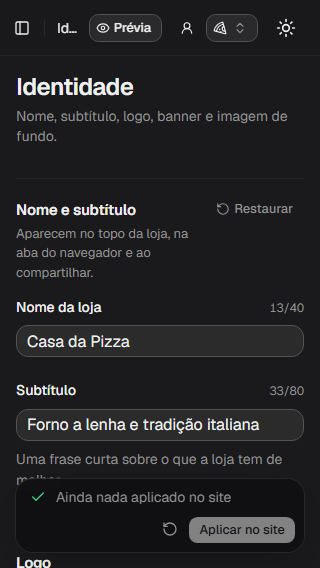 Id...
Prévia
Identidade
Nome, subtítulo, logo, banner e imagem de
fundo.
Nome e subtítulo
Restaurar
Aparecem no topo da loja, na
aba do navegador e ao
compartilhar.
Nome da loja
13/40
Casa da Pizza
Subtítulo
33/80
Forno a lenha e tradição italiana
Uma frase curta sobre o que a loja tem de
Ainda nada aplicado no site
Aplicar no site
Logo